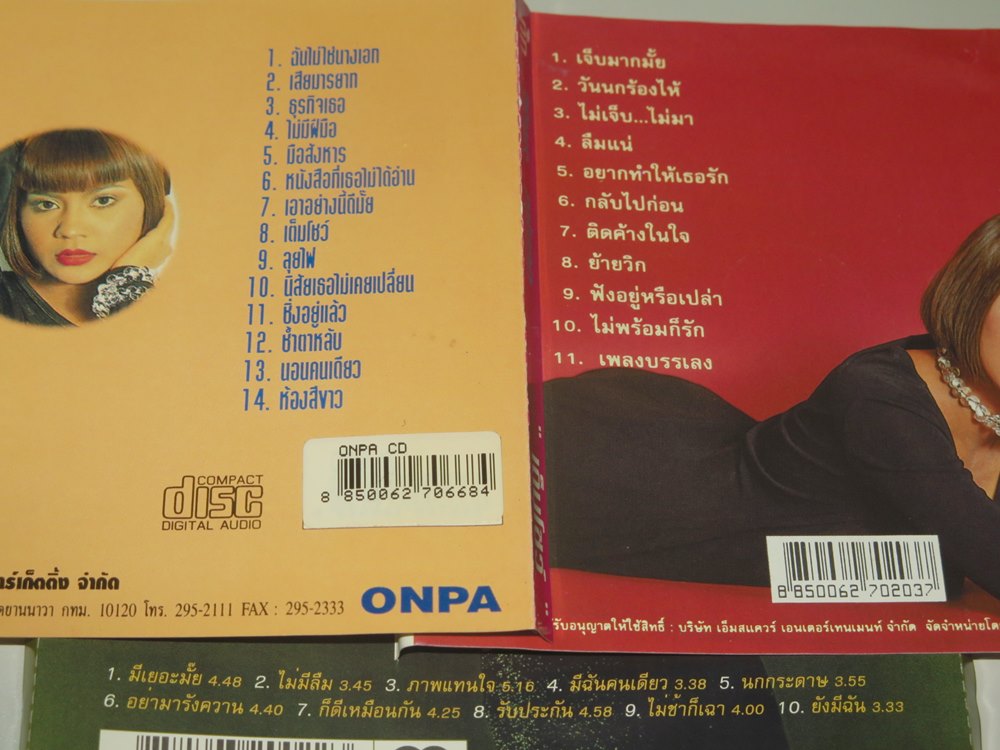 1. ฉันไม่ใช่นางเอก
2. เสียมารยาท
3. ธุรกิจเธอ
4. ไม่มีฝีมือ
5. มือสังหาร
6. หนังสือที่เธอไม่ได้อ่าน
7. เอาอย่างนี้ดีมั้ย
8. เต็มโชว์
9. ลุยไฟ
10. นิสัยเธอไม่เคยเปลี่ยน
11. ซึ้งอยู่แล้ว
12. ช้ำตาหลับ
13. นอนคนเดียว
14. ห้องสีขาว
ONPA CD
8 850062 706684
COMPACT
disc
DIGITAL AUDIO
าร์เก็ตติ้ง จำกัด
ยานนาวา กทม. 10120 โทร. 295-2111 FAX : 295-2333
ONPA
1. เจ็บมากมั้ย
2. วันนกร้องไห้
3. ไม่เจ็บ...ไม่มา
4. ลืมแน่
5. อยากทำให้เธอรัก
6. กลับไปก่อน
7. ติดค้างในใจ
8. ย้ายวิก
9. ฟังอยู่หรือเปล่า
10. ไม่พร้อมก็รัก
11. เพลงบรรเลง
8 850062 702037
รับอนุญาตให้ใช้สิทธิ์ : บริษัท เอ็มสแควร์ เอนเตอร์เทนเมนท์ จำกัด จัดจำหน่ายโดย
1. มีเยอะมั๊ย 4.48 2. ไม่มีลืม 3.45 3. ภาพแทนใจ 5.16 4. มีฉันคนเดียว 3.38 5. นกกระดาษ 3.55
6. อย่ามารังควาน 4.40 7. ก็ดีเหมือนกัน 4.25 8. รับประกัน 4.58 9. ไม่ช้าก็เฉา 4.00 10. ยังมีฉัน 3.33